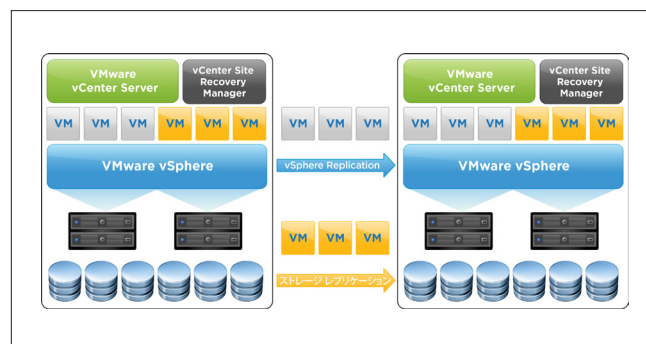 VMware
vCenter Server
vCenter Site
Recovery
Manager
VM VM VM VM VM VM
VMware vSphere
VM VM VM
vSphere Replication
VM VM VM
ストレージ レプリケーション
VMware
vCenter Server
vCenter Site
Recovery
Manager
VM VM VM VM VM VM
VMware vSphere